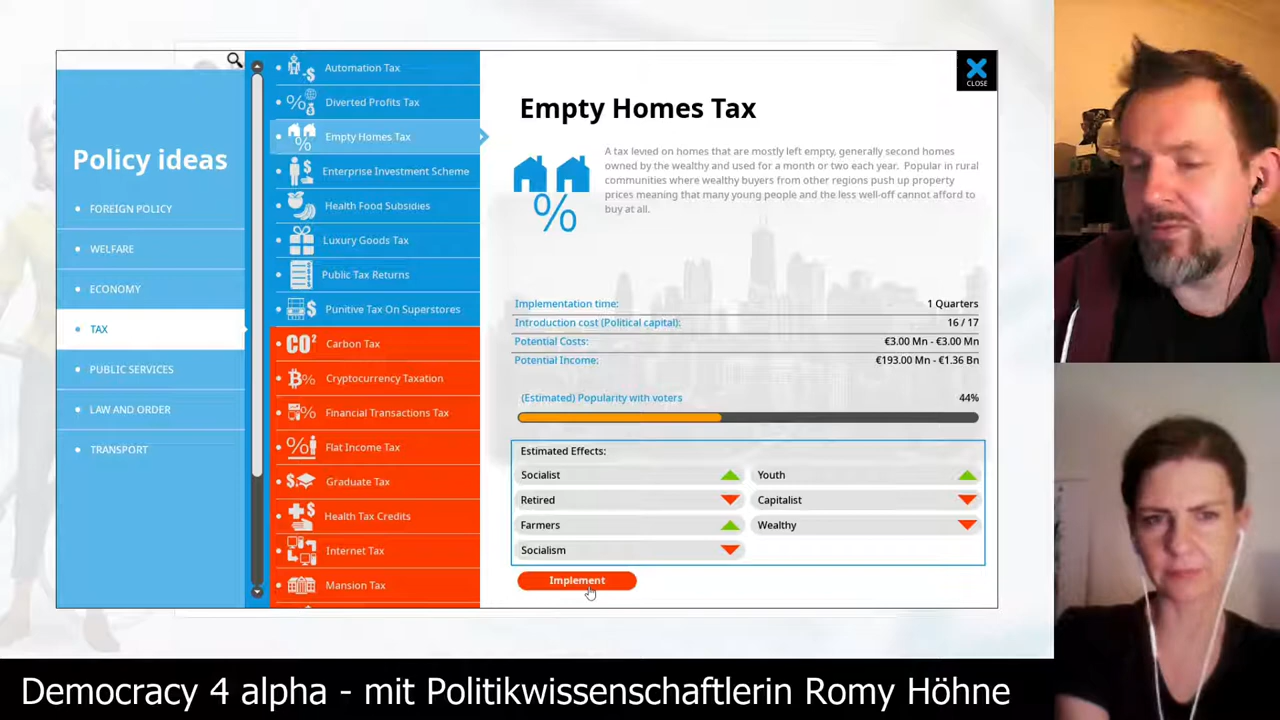 Policy ideas
FOREIGN POLICY
WELFARE
ECONOMY
TAX
PUBLIC SERVICES
LAW AND ORDER
TRANSPORT
Automation Tax
Diverted Profits Tax
Empty Homes Tax
Enterprise Investment Scheme
Health Food Subsidies
Luxury Goods Tax
Public Tax Returns
Punitive Tax On Superstores
CO² Carbon Tax
Cryptocurrency Taxation
Financial Transactions Tax
Flat Income Tax
Graduate Tax
Health Tax Credits
Internet Tax
Mansion Tax
CLOSE
Empty Homes Tax
A tax levied on homes that are mostly left empty, generally second homes
owned by the wealthy and used for a month or two each year. Popular in rural
communities where wealthy buyers from other regions push up property
prices meaning that many young people and the less well-off cannot afford to
buy at all.
Implementation time: 1 Quarters
Introduction cost (Political capital): 16 / 17
Potential Costs: €3.00 Mn - €3.00 Mn
Potential Income: €193.00 Mn - €1.36 Bn
(Estimated) Popularity with voters 44%
Estimated Effects:
Socialist Youth
Retired Capitalist
Farmers Wealthy
Socialism
Implement
Democracy 4 alpha - mit Politikwissenschaftlerin Romy Höhne